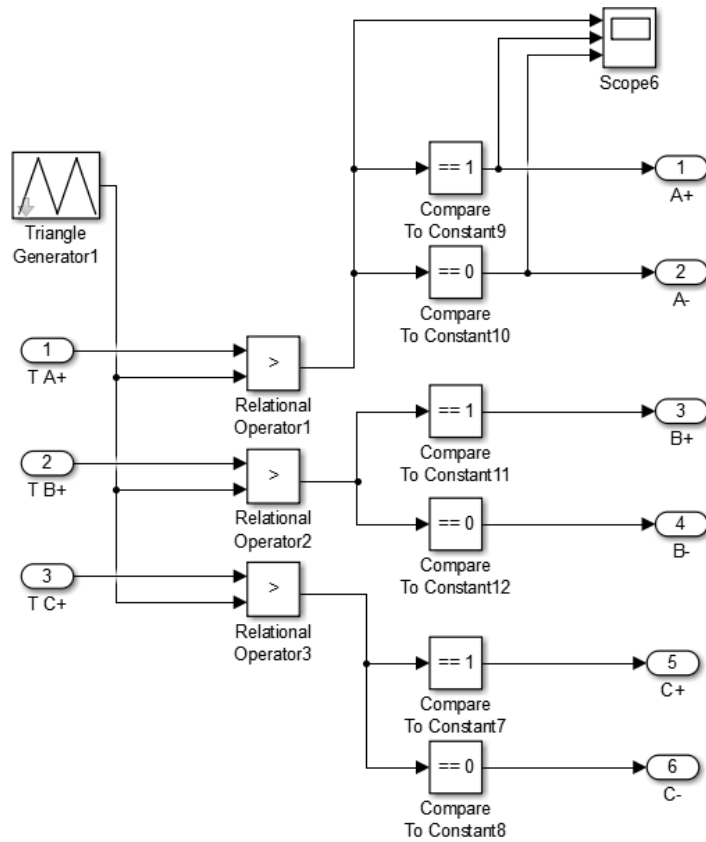 Scope6
== 1
1
Compare
To Constant9
A+
Triangle
Generator1
== 0
2
Compare
To Constant10
A-
1
T A+
>
Relational
Operator1
== 1
3
Compare
To Constant11
B+
2
T B+
>
Relational
Operator2
== 0
4
Compare
To Constant12
B-
3
T C+
>
Relational
Operator3
== 1
5
Compare
To Constant7
C+
== 0
6
Compare
To Constant8
C-